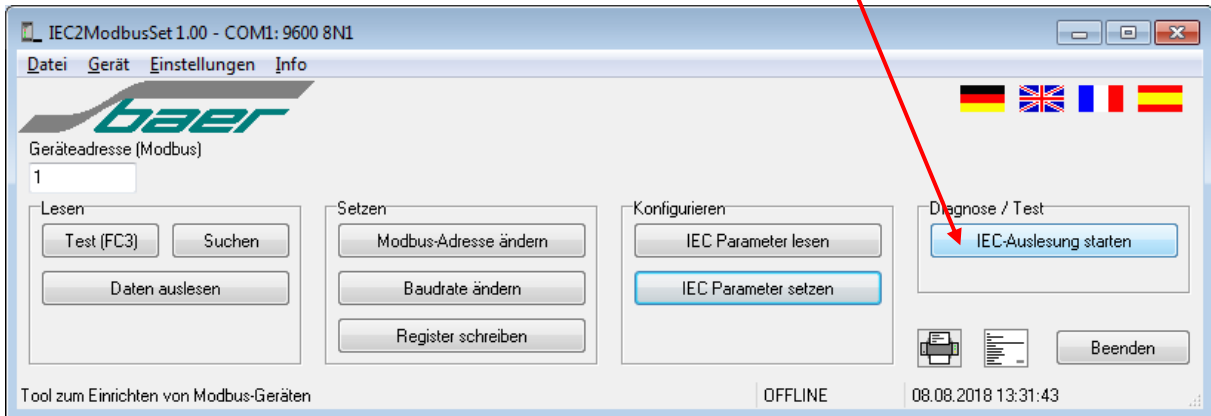 IEC2ModbusSet 1.00 - COM1: 9600 8N1
Datei Gerät Einstellungen Info
baer
Geräteadresse (Modbus)
1
Lesen
Test (FC3) Suchen
Daten auslesen
Setzen
Modbus-Adresse ändern
Baudrate ändern
Register schreiben
Konfigurieren
IEC Parameter lesen
IEC Parameter setzen
Diagnose / Test
IEC-Auslesung starten
Beenden
Tool zum Einrichten von Modbus-Geräten OFFLINE 08.08.2018 13:31:43